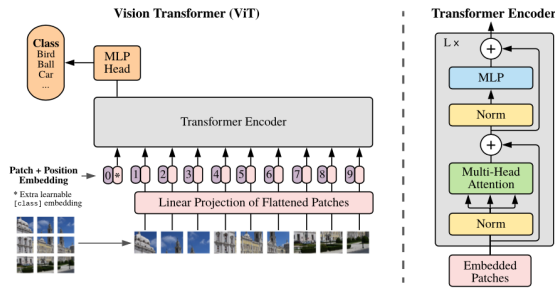 Vision Transformer (ViT)
Class
Bird
Ball
Car
...
MLP
Head
Transformer Encoder
Patch + Position
Embedding
* Extra learnable
[class] embedding
0 * 1 2 3 4 5 6 7 8 9
Linear Projection of Flattened Patches
Transformer Encoder
L ×
+
MLP
Norm
+
Multi-Head
Attention
Norm
Embedded
Patches